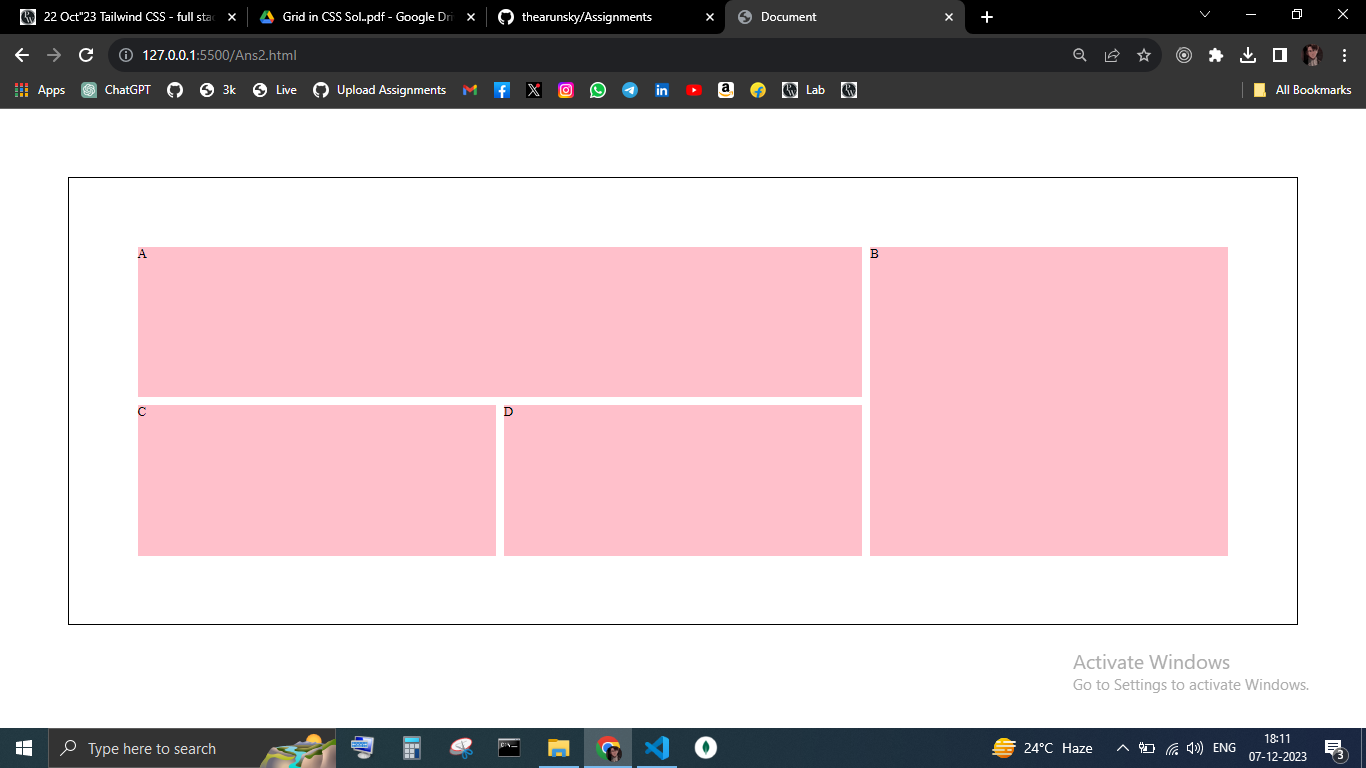 22 Oct"23 Tailwind CSS - full sta
Grid in CSS Sol..pdf - Google Dri
thearunsky/Assignments
Document
127.0.0.1:5500/Ans2.html
Apps
ChatGPT
3k
Live
Upload Assignments
Lab
All Bookmarks
A
B
C
D
Activate Windows
Go to Settings to activate Windows.
Type here to search
24°C Haze
ENG
18:11
07-12-2023
3